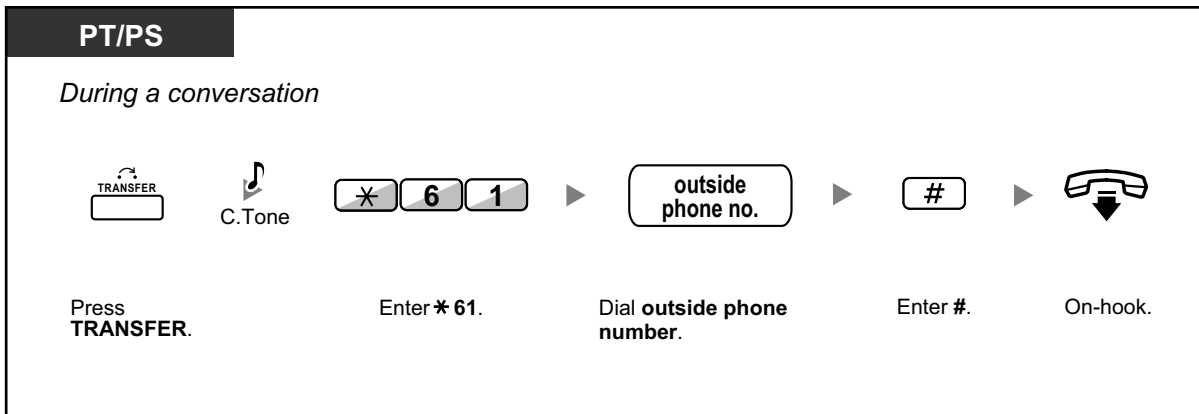 PT/PS
During a conversation
TRANSFER
C.Tone
* 6 1
outside
phone no.
#
Press
TRANSFER.
Enter * 61.
Dial outside phone
number.
Enter #.
On-hook.